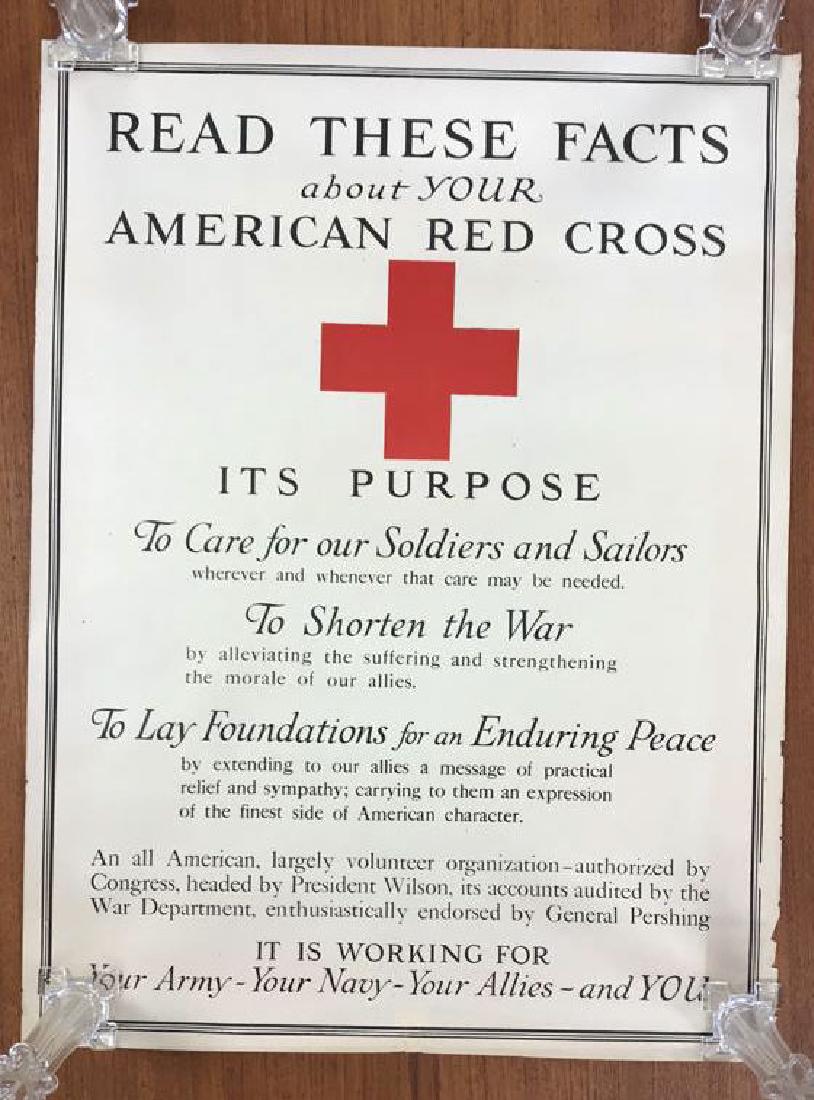 READ THESE FACTS
about YOUR
AMERICAN RED CROSS
ITS PURPOSE
To Care for our Soldiers and Sailors
wherever and whenever that care may be needed.
To Shorten the War
by alleviating the suffering and strengthening
the morale of our allies.
To Lay Foundations for an Enduring Peace
by extending to our allies a message of practical
relief and sympathy; carrying to them an expression
of the finest side of American character.
An all American, largely volunteer organization–authorized by
Congress, headed by President Wilson, its accounts audited by the
War Department, enthusiastically endorsed by General Pershing
IT IS WORKING FOR
Your Army - Your Navy - Your Allies - and YOU